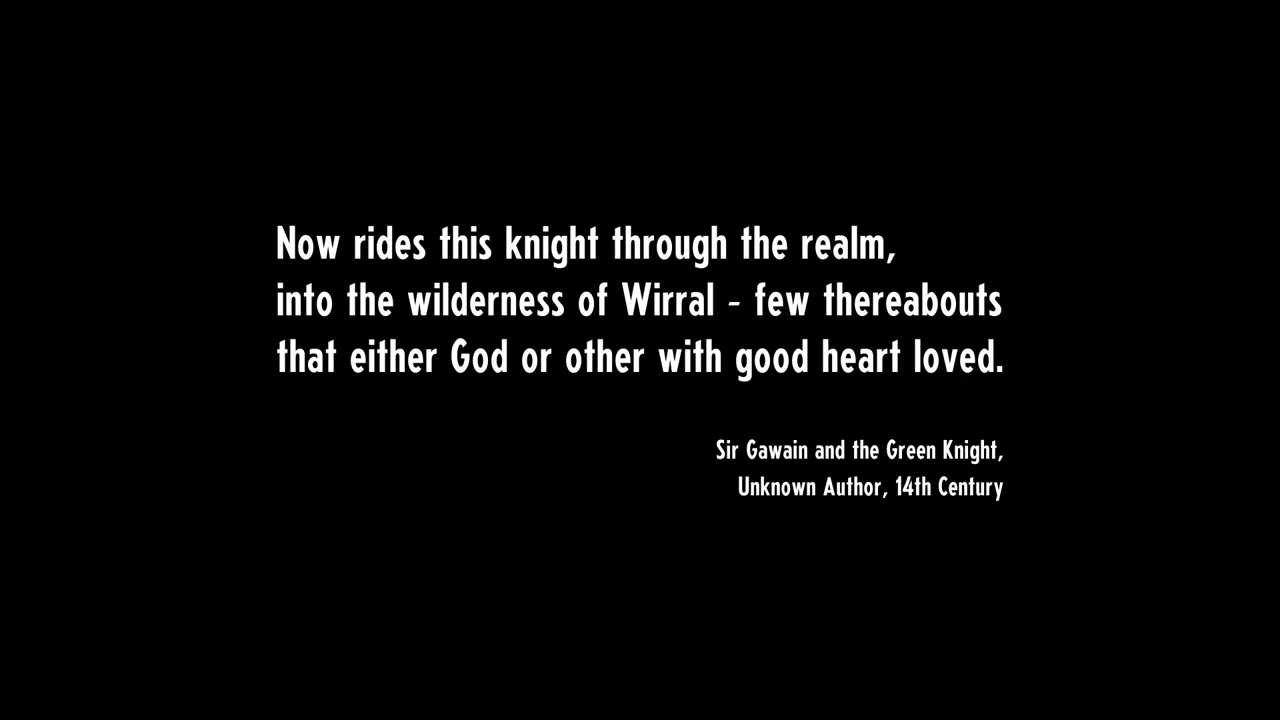 Now rides this knight through the realm,
into the wilderness of Wirral - few thereabouts
that either God or other with good heart loved.
Sir Gawain and the Green Knight,
Unknown Author, 14th Century